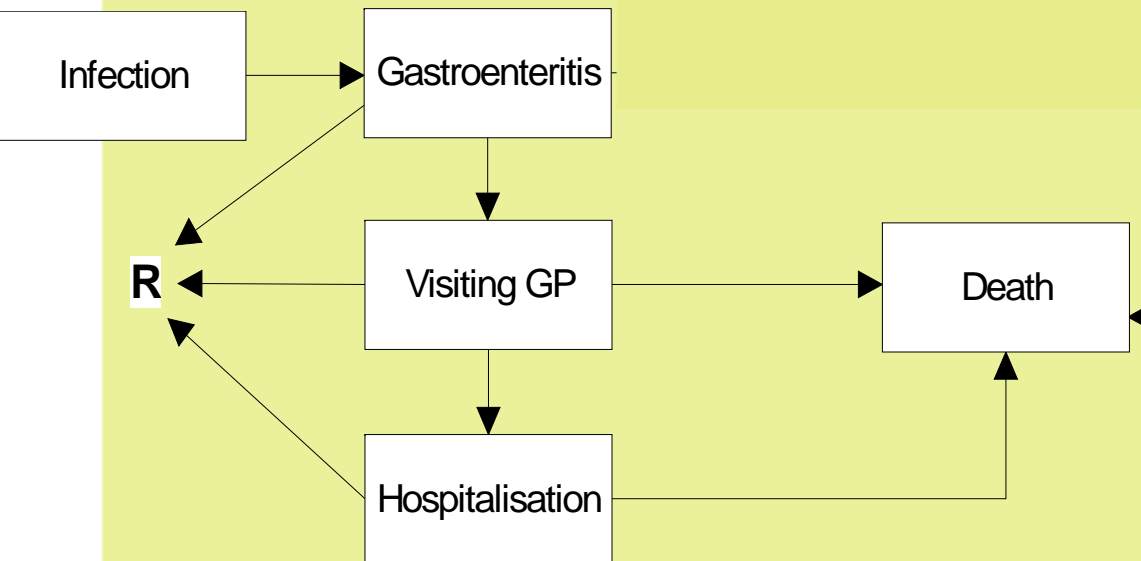 Infection
Gastroenteritis
R
Visiting GP
Death
Hospitalisation